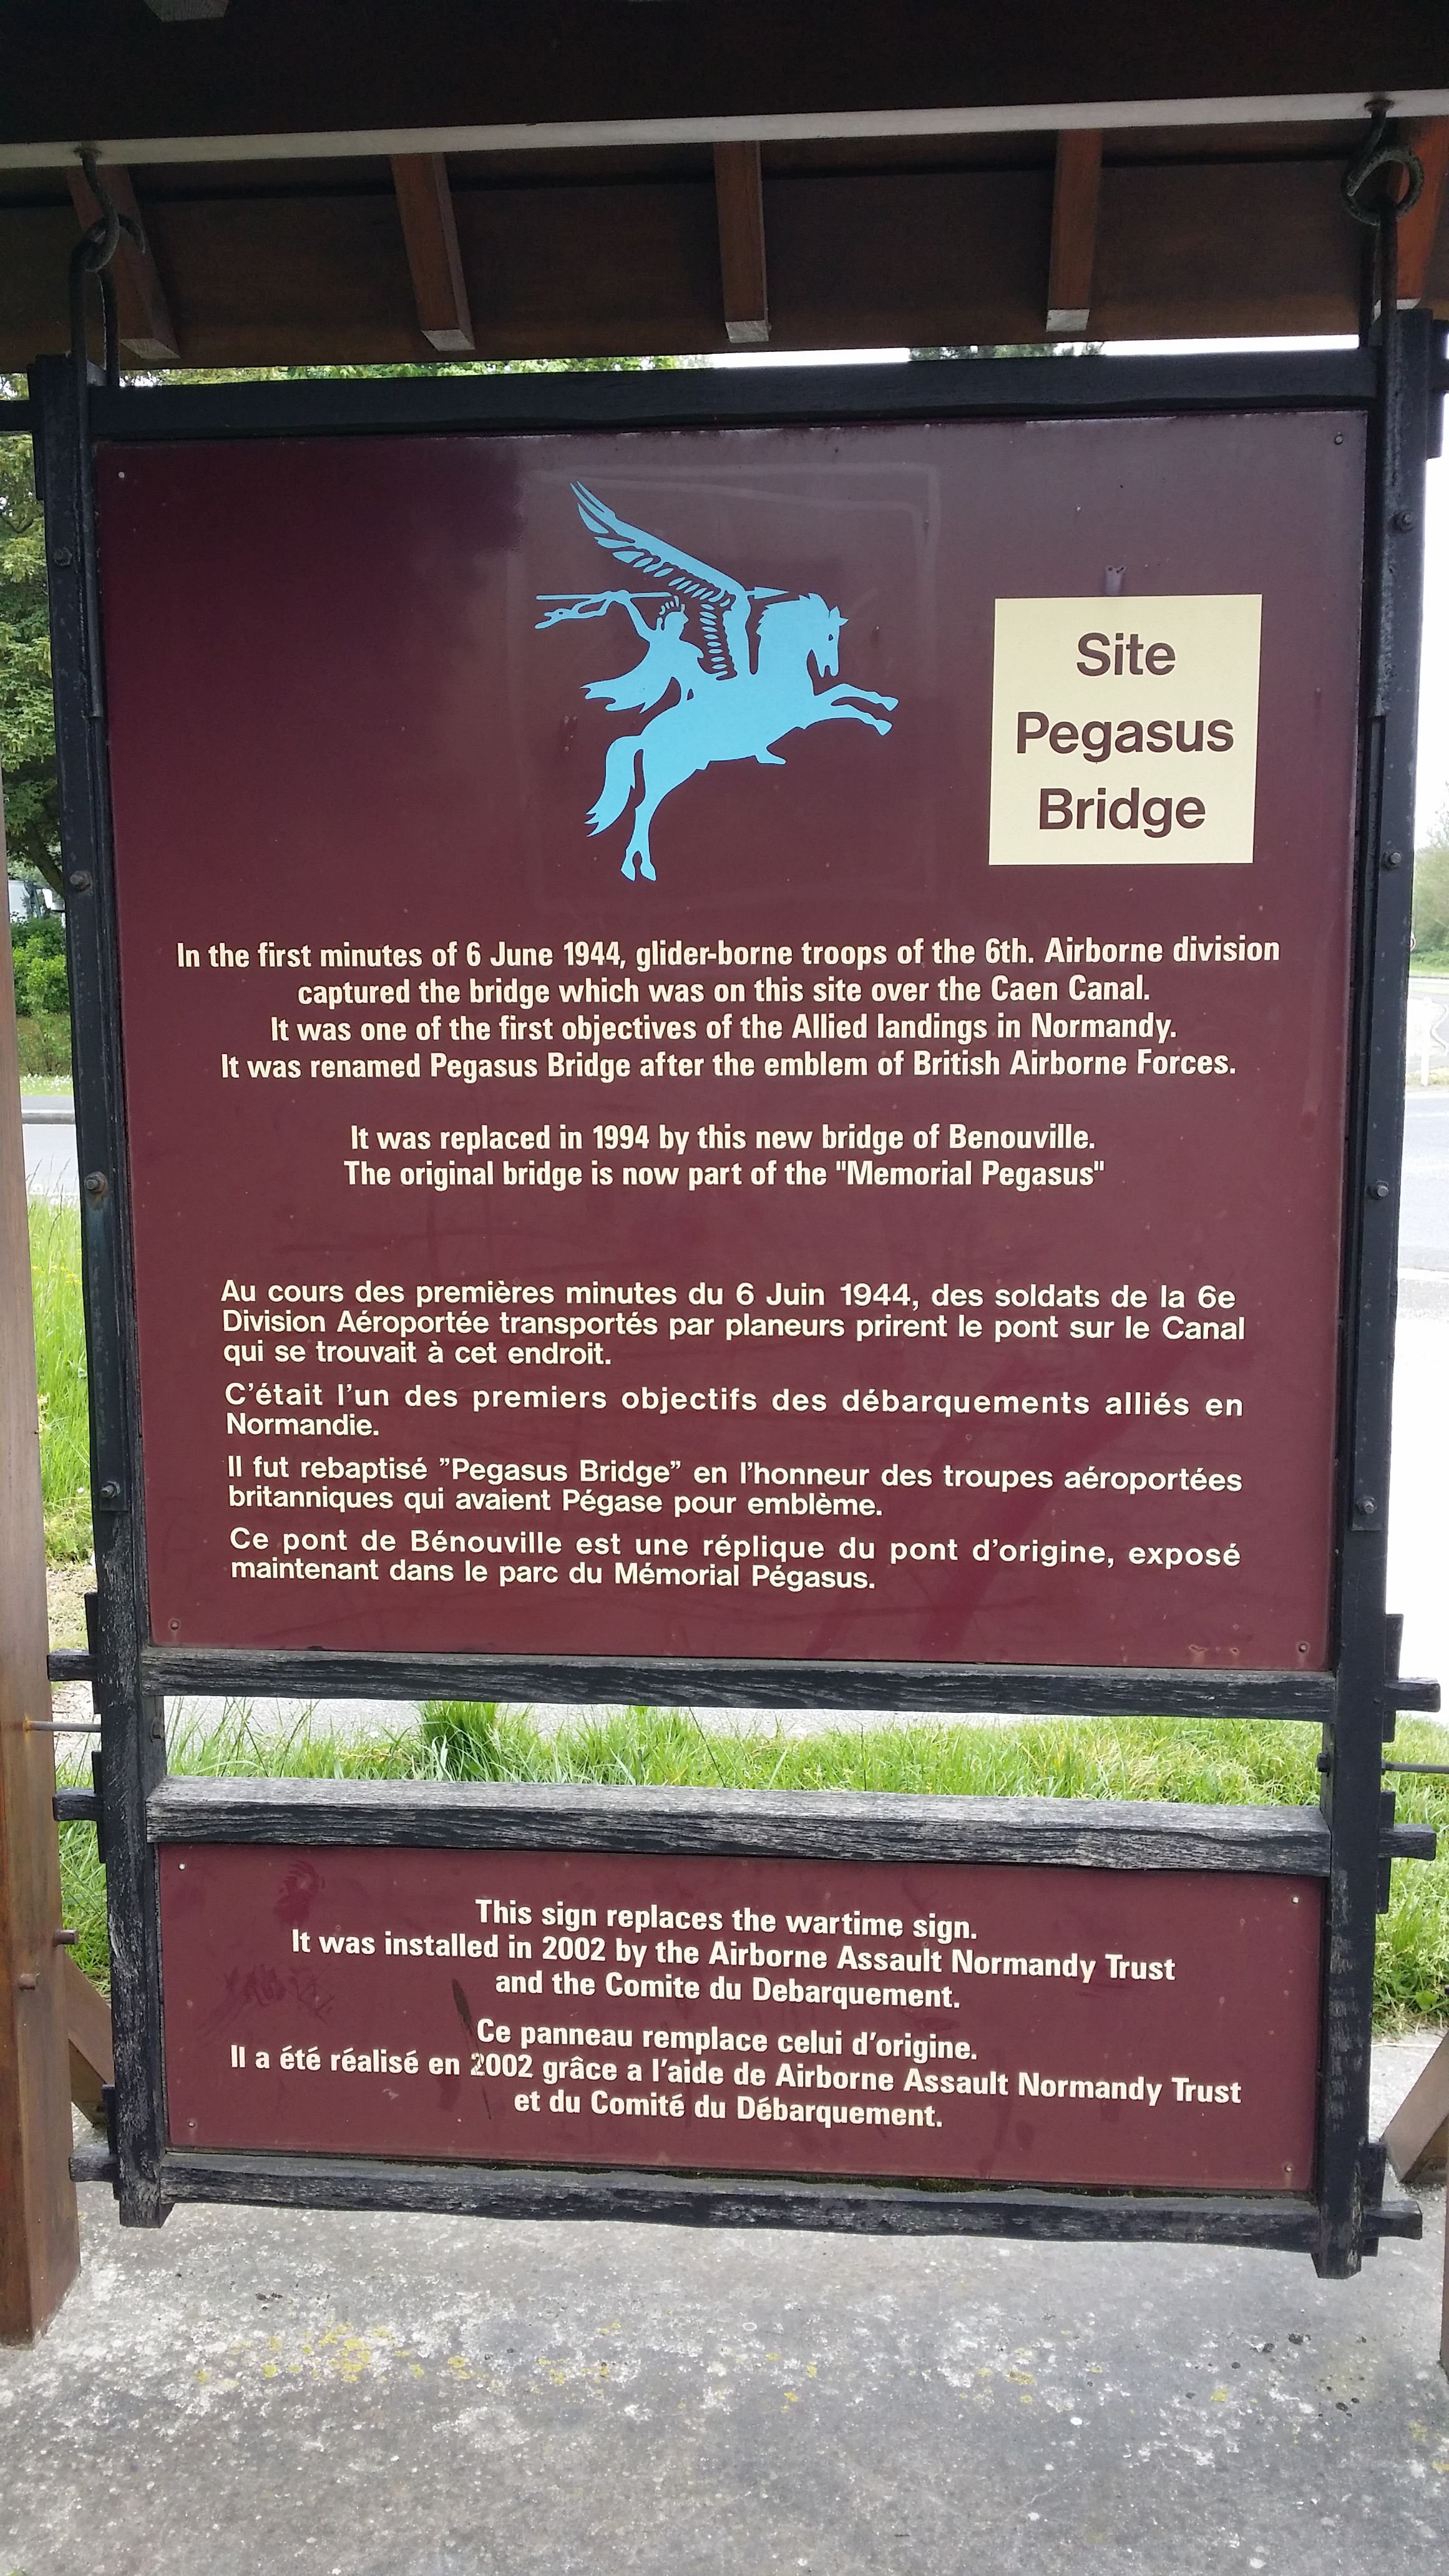 Site
Pegasus
Bridge
In the first minutes of 6 June 1944, glider-borne troops of the 6th. Airborne division
captured the bridge which was on this site over the Caen Canal.
It was one of the first objectives of the Allied landings in Normandy.
It was renamed Pegasus Bridge after the emblem of British Airborne Forces.
It was replaced in 1994 by this new bridge of Benouville.
The original bridge is now part of the "Memorial Pegasus"
Au cours des premières minutes du 6 Juin 1944, des soldats de la 6e
Division Aéroportée transportés par planeurs prirent le pont sur le Canal
qui se trouvait à cet endroit.
C'était l'un des premiers objectifs des débarquements alliés en
Normandie.
Il fut rebaptisé ”Pegasus Bridge” en l'honneur des troupes aéroportées
britanniques qui avaient Pégase pour emblème.
Ce pont de Bénouville est une réplique du pont d'origine, exposé
maintenant dans le parc du Mémorial Pégasus.
This sign replaces the wartime sign.
It was installed in 2002 by the Airborne Assault Normandy Trust
and the Comite du Debarquement.
Ce panneau remplace celui d'origine.
Il a été réalisé en 2002 grâce a l'aide de Airborne Assault Normandy Trust
et du Comité du Débarquement.